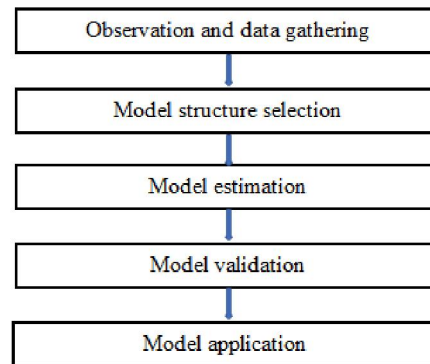 Observation and data gathering
Model structure selection
Model estimation
Model validation
Model application